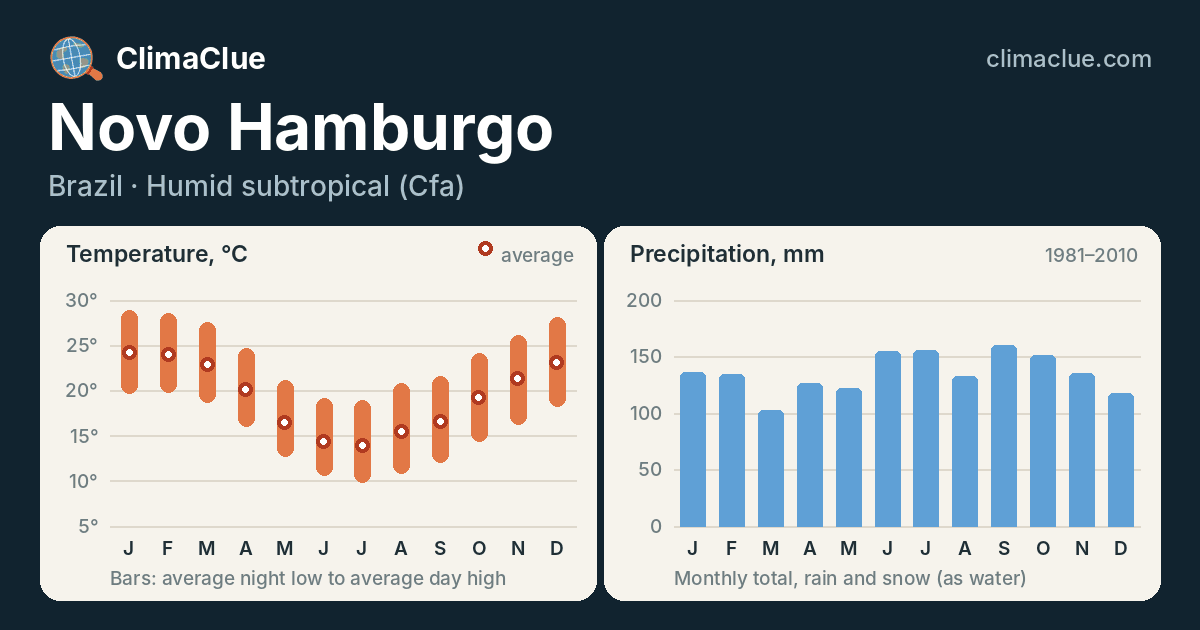 ClimaClue
climaclue.com
Novo Hamburgo
Brazil · Humid subtropical (Cfa)
Temperature, °C
average
30°
25°
20°
15°
10°
5°
J F M A M J J A S O N D
Bars: average night low to average day high
Precipitation, mm
1981–2010
200
150
100
50
0
J F M A M J J A S O N D
Monthly total, rain and snow (as water)